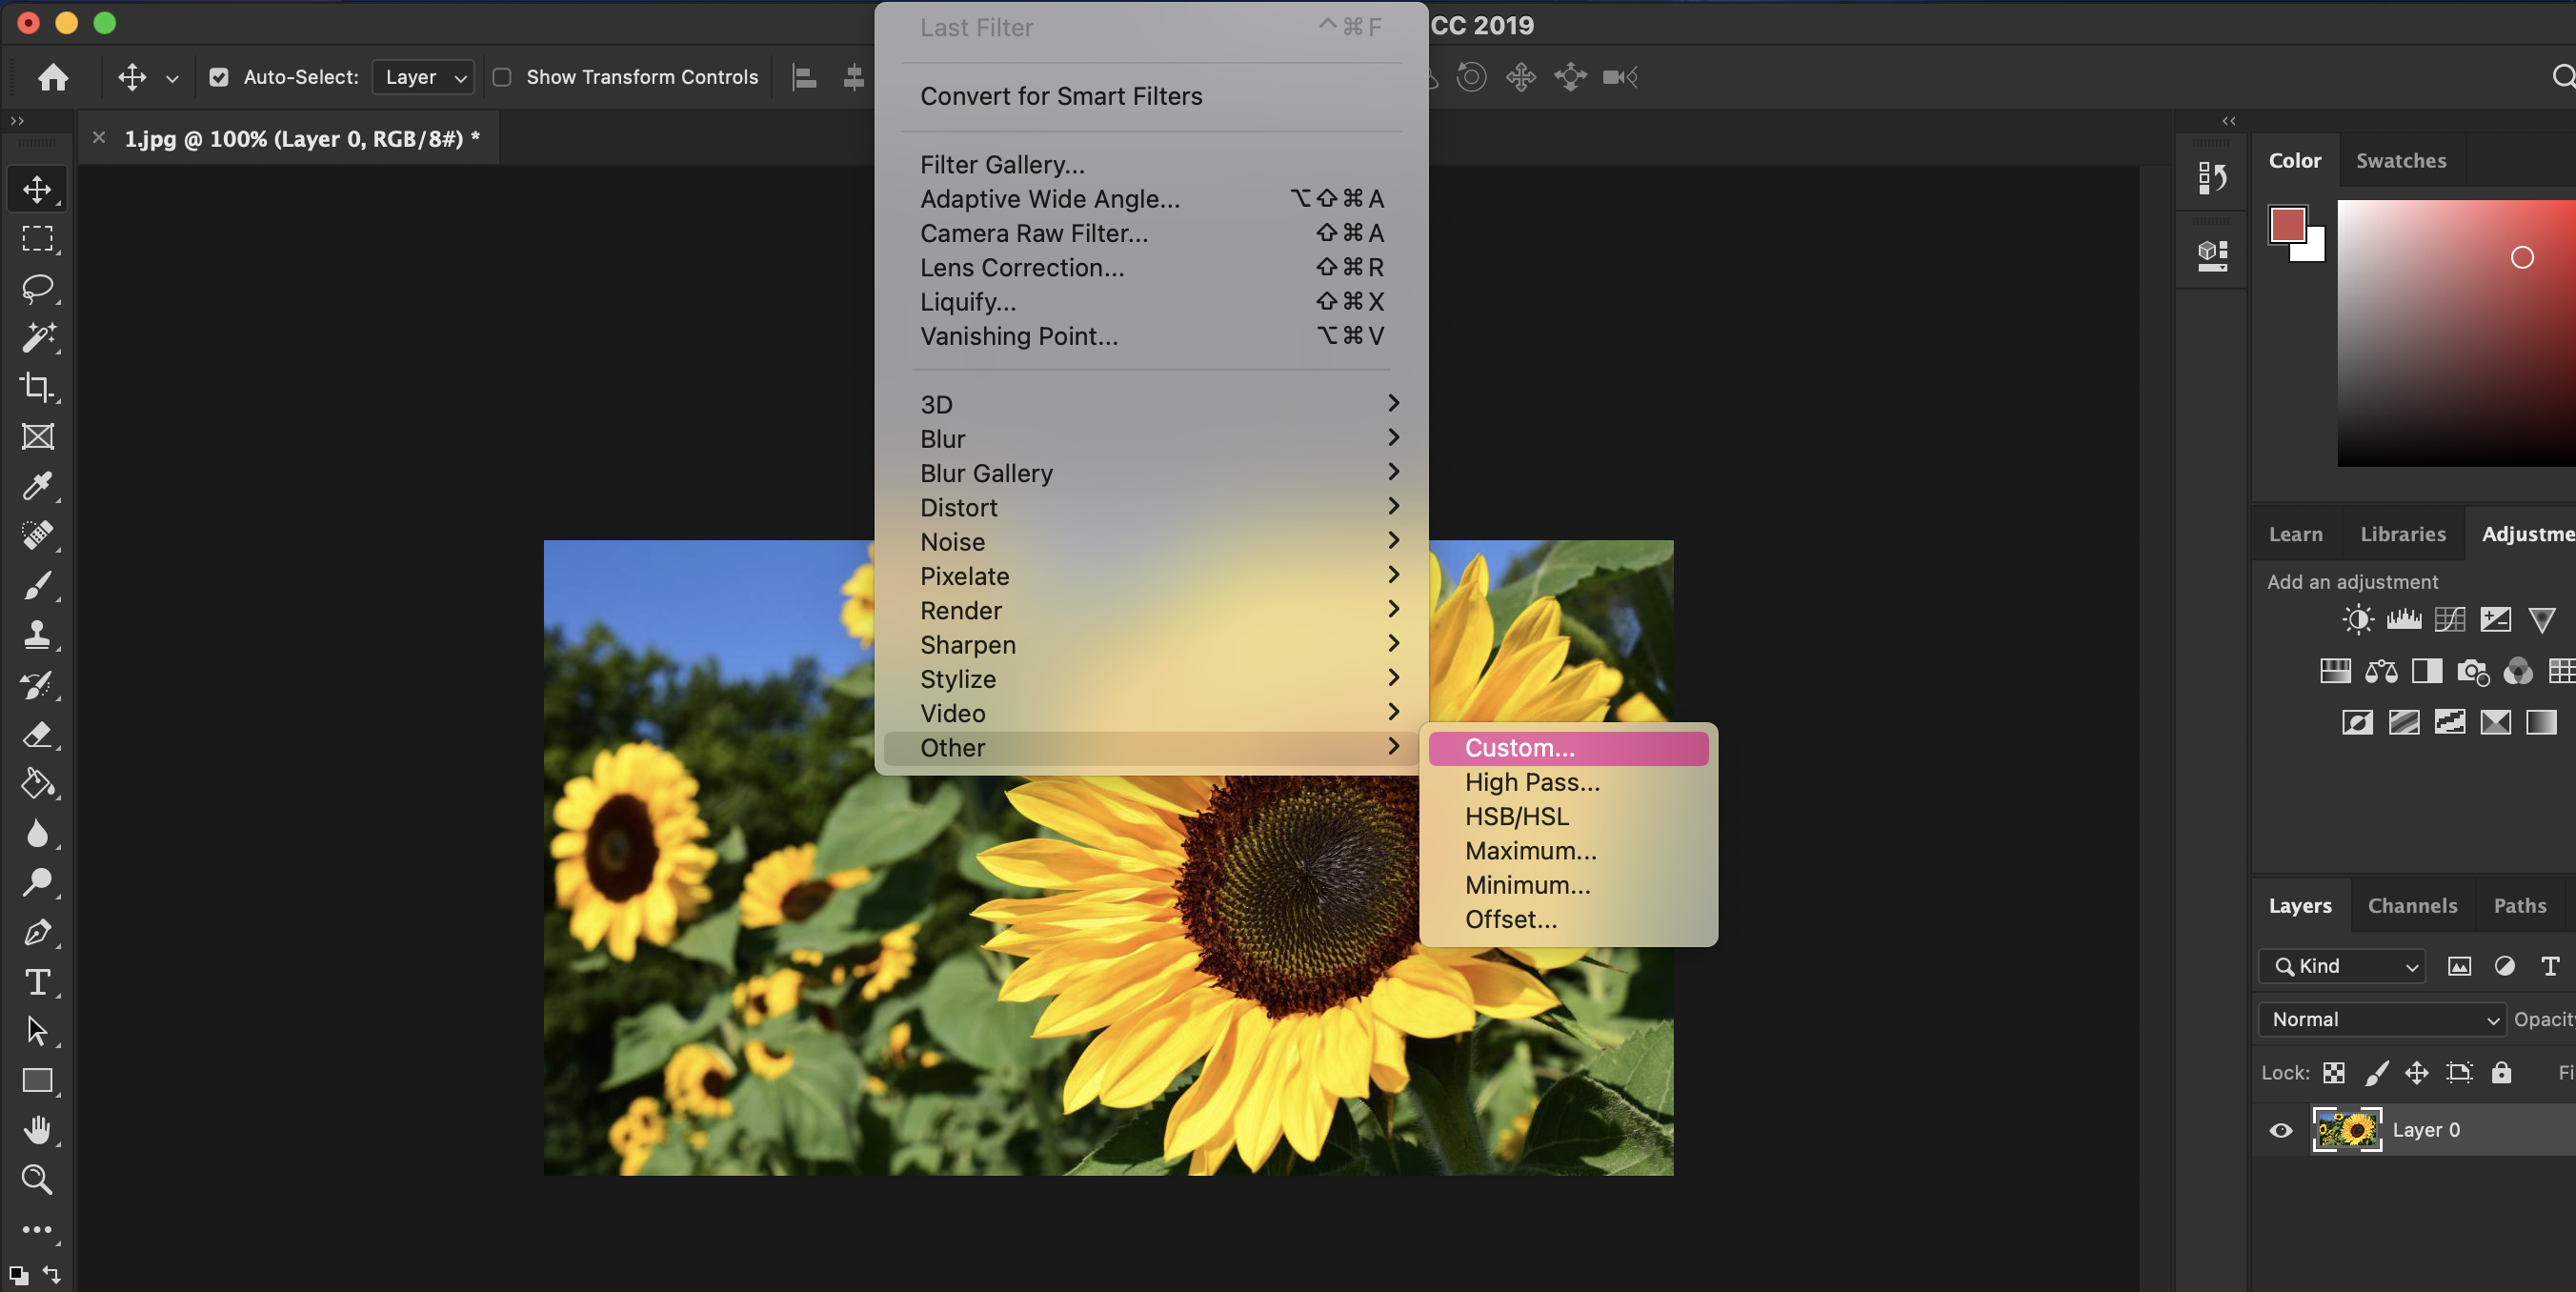 Last Filter ^⌘F
CC 2019
Auto-Select: Layer Show Transform Controls
Convert for Smart Filters
1.jpg @ 100% (Layer 0, RGB/8#) *
Filter Gallery...
Adaptive Wide Angle... ⌥⇧⌘A
Camera Raw Filter... ⇧⌘A
Lens Correction... ⇧⌘R
Liquify... ⇧⌘X
Vanishing Point... ⌥⌘V
3D
Blur
Blur Gallery
Distort
Noise
Pixelate
Render
Sharpen
Stylize
Video
Other
Custom...
High Pass...
HSB/HSL
Maximum...
Minimum...
Offset...
Color Swatches
Learn Libraries Adjustme
Add an adjustment
Layers Channels Paths
Kind
Normal Opacit
Lock: Fi
Layer 0